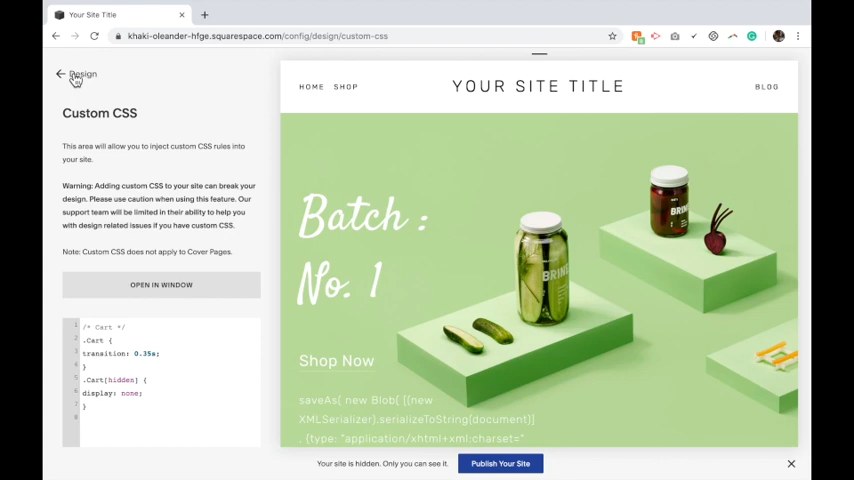 Your Site Title
khaki-oleander-hfge.squarespace.com/config/design/custom-css
Design
Custom CSS
This area will allow you to inject custom CSS rules into
your site.
Warning: Adding custom CSS to your site can break your
design. Please use caution when using this feature. Our
support team will be limited in their ability to help you
with design related issues if you have custom CSS.
Note: Custom CSS does not apply to Cover Pages.
OPEN IN WINDOW
1 /* Cart */
2 .Cart {
3 transition: 0.35s;
4 }
5 .Cart[hidden] {
6 display: none;
7 }
8
HOME SHOP
YOUR SITE TITLE
BLOG
Batch :
No. 1
BRINE
BRIN
Shop Now
saveAs( new Blob( [(new
XMLSerializer).serializeToString(document)]
, {type: "application/xhtml+xml;charset="
Your site is hidden. Only you can see it.
Publish Your Site